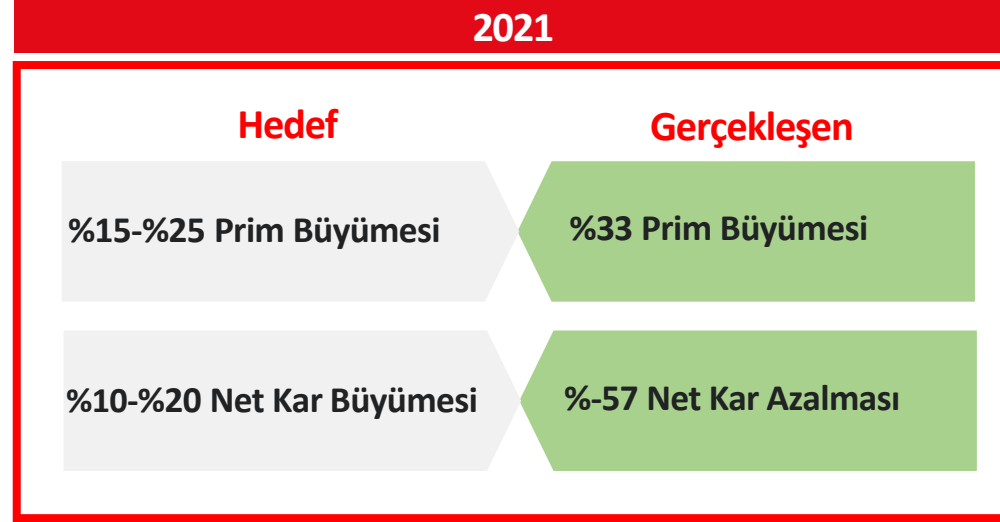 2021
Hedef
Gerçekleşen
%15-%25 Prim Büyümesi
%33 Prim Büyümesi
%10-%20 Net Kar Büyümesi
%-57 Net Kar Azalması